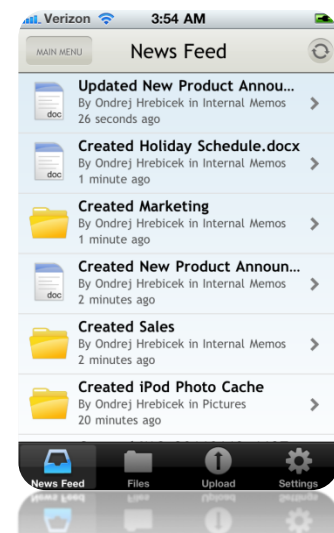 Verizon 3:54 AM
MAIN MENU News Feed
Updated New Product Annou...
By Ondrej Hrebicek in Internal Memos
doc
26 seconds ago
Created Holiday Schedule.docx
By Ondrej Hrebicek in Internal Memos
doc
1 minute ago
Created Marketing
By Ondrej Hrebicek in Internal Memos
1 minute ago
Created New Product Announ...
By Ondrej Hrebicek in Internal Memos
doc
2 minutes ago
Created Sales
By Ondrej Hrebicek in Internal Memos
2 minutes ago
Created iPod Photo Cache
By Ondrej Hrebicek in Pictures
20 minutes ago
News Feed Files Upload Settings